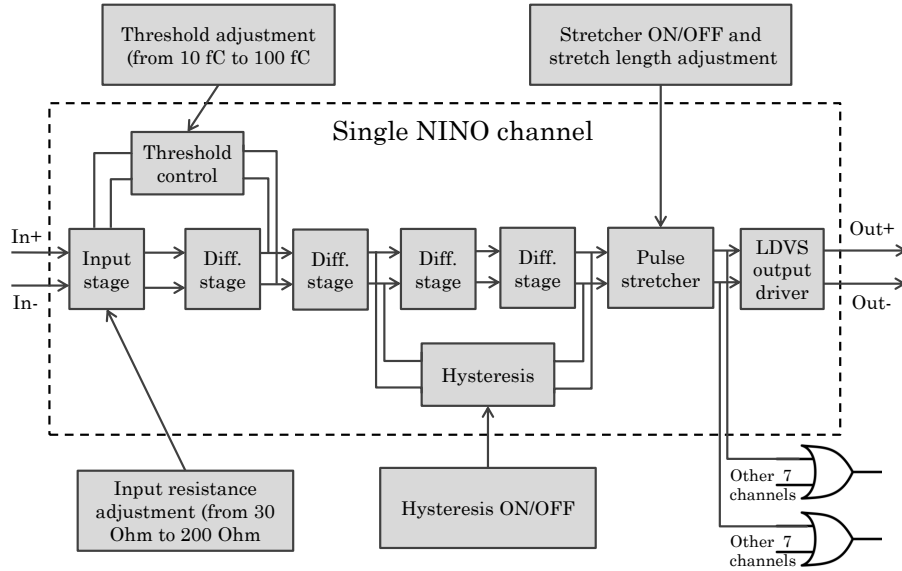 Threshold adjustment
(from 10 fC to 100 fC
Stretcher ON/OFF and
stretch length adjustment
Single NINO channel
Threshold
control
In+
In-
Input
stage
Diff.
stage
Diff.
stage
Diff.
stage
Diff.
stage
Pulse
stretcher
LDVS
output
driver
Out+
Out-
Hysteresis
Input resistance
adjustment (from 30
Ohm to 200 Ohm
Hysteresis ON/OFF
Other 7
channels
Other 7
channels